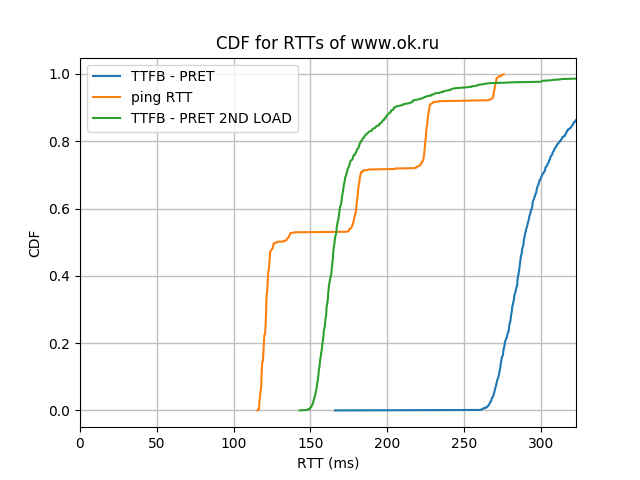 CDF for RTTs of www.ok.ru
TTFB - PRET
ping RTT
TTFB - PRET 2ND LOAD
CDF
1.0
0.8
0.6
0.4
0.2
0.0
0 50 100 150 200 250 300
RTT (ms)